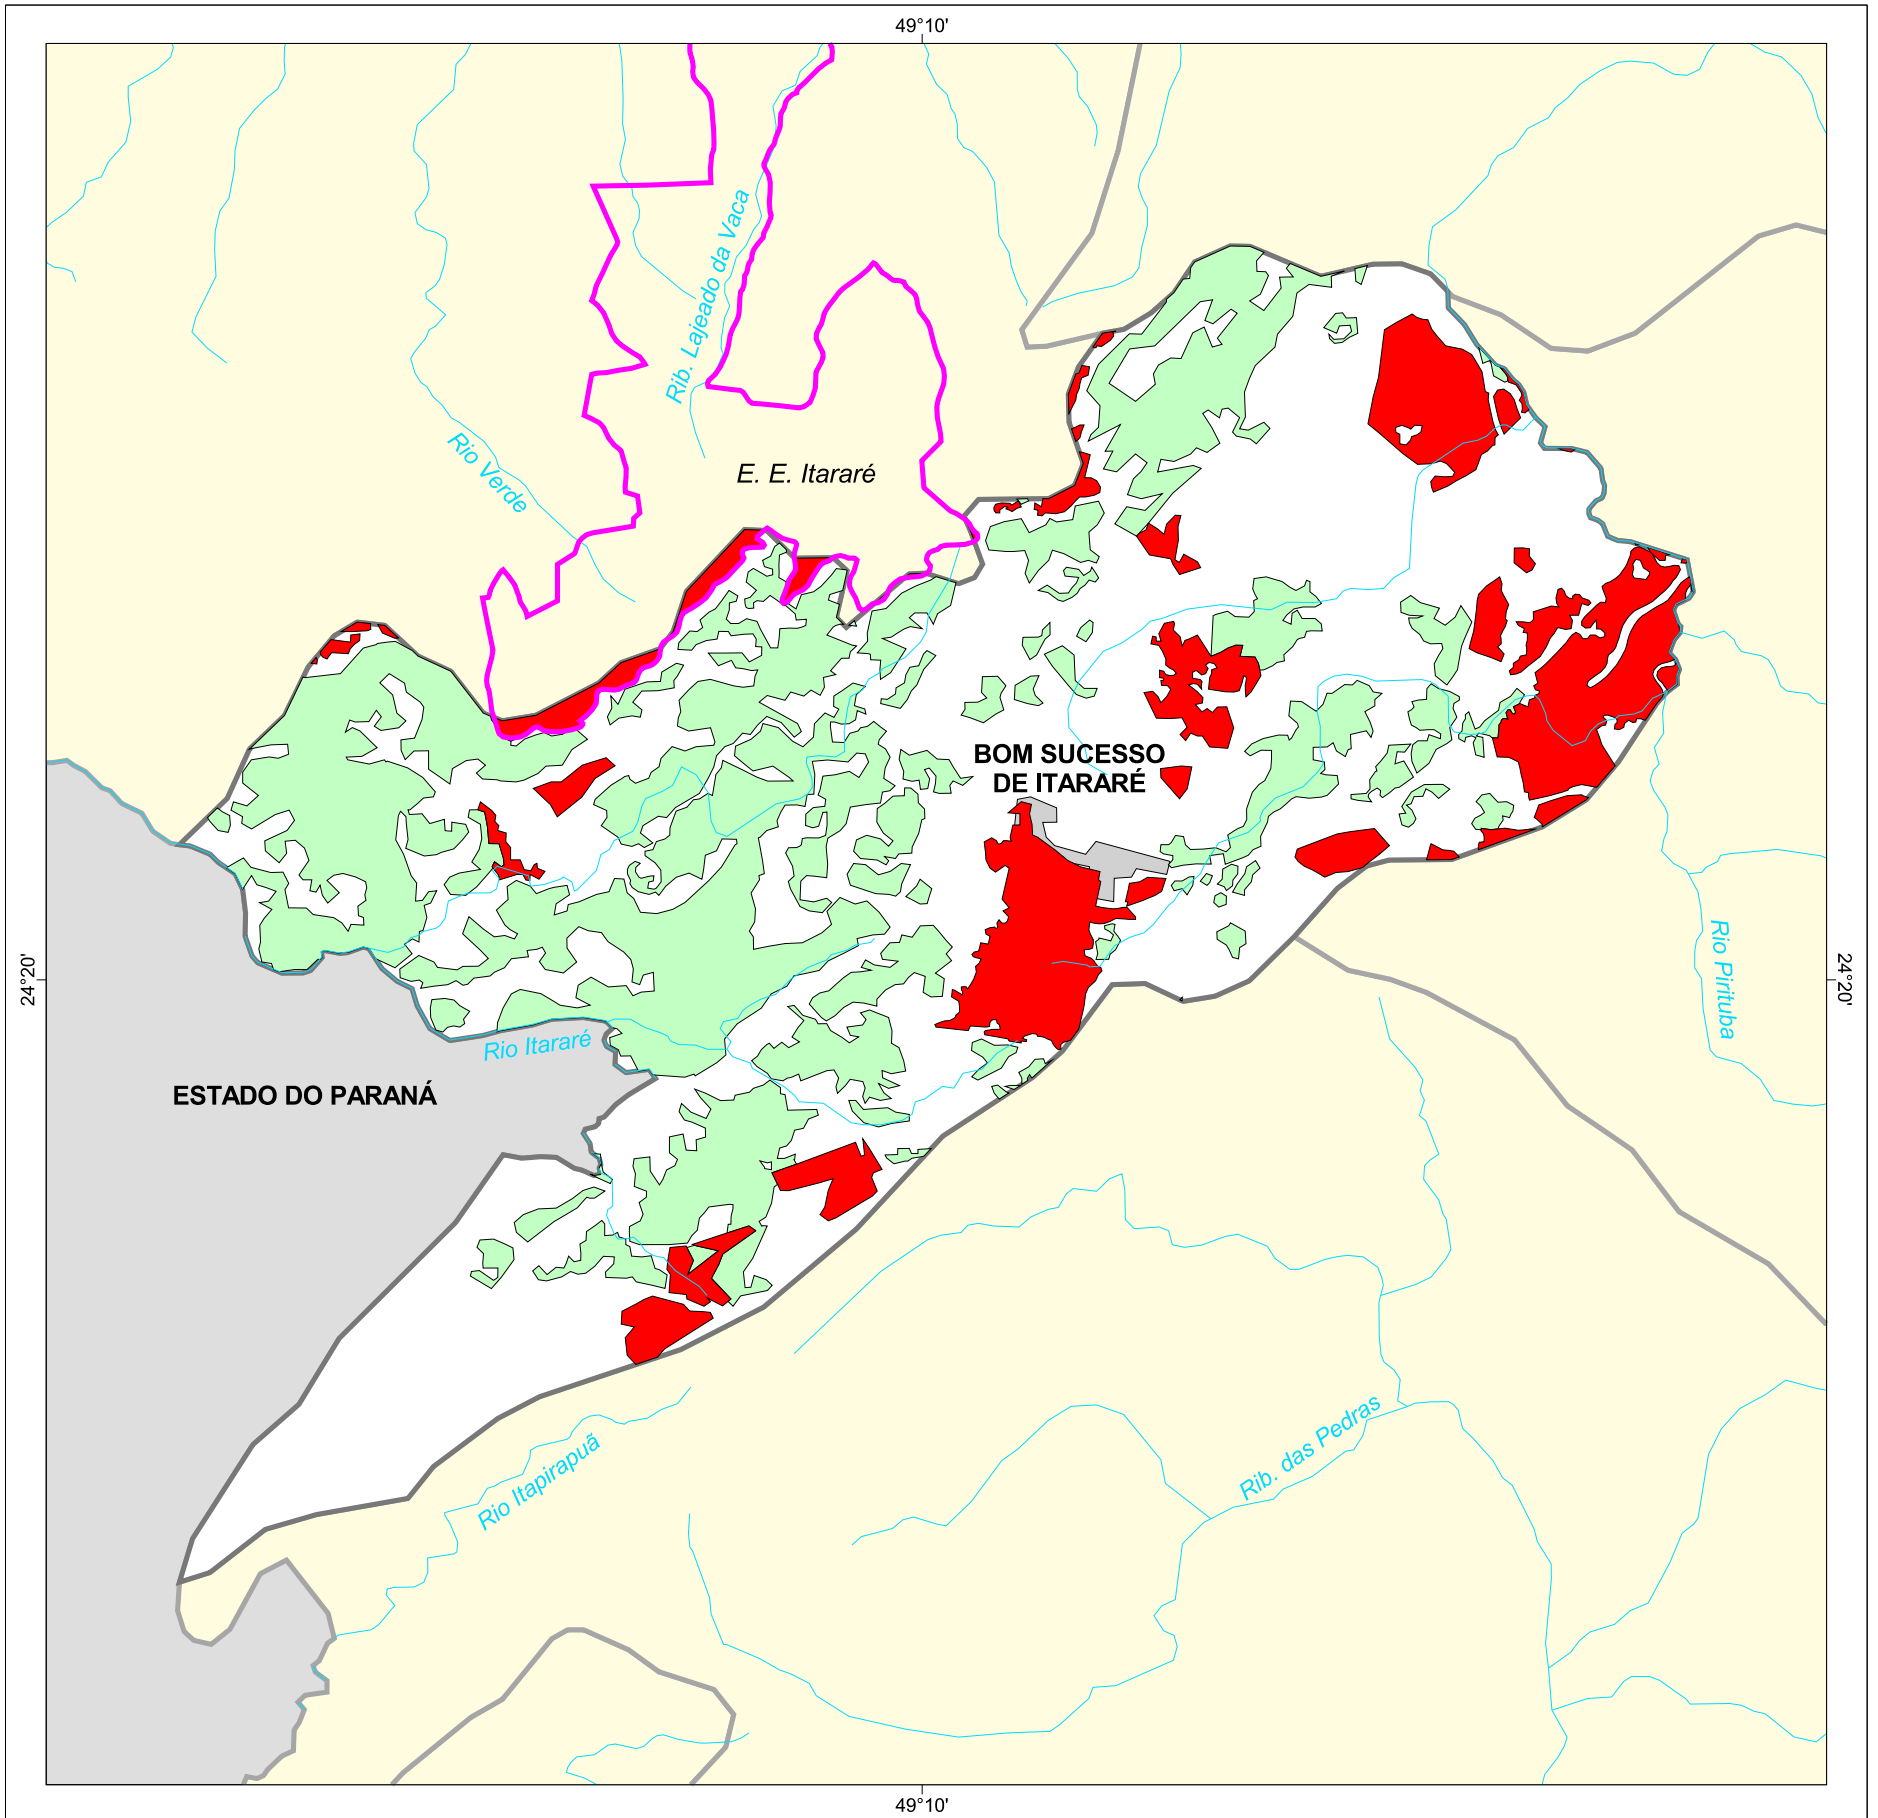 49°10'
Rib. Lajeado da Vaca
Rio Verde
E. E. Itararé
BOM SUCESSO
DE ITARARÉ
24°20'
24°20'
Rio Pirituba
Rio Itararé
ESTADO DO PARANÁ
Rib. das Pedras
Rio Itapirapuã
49°10'